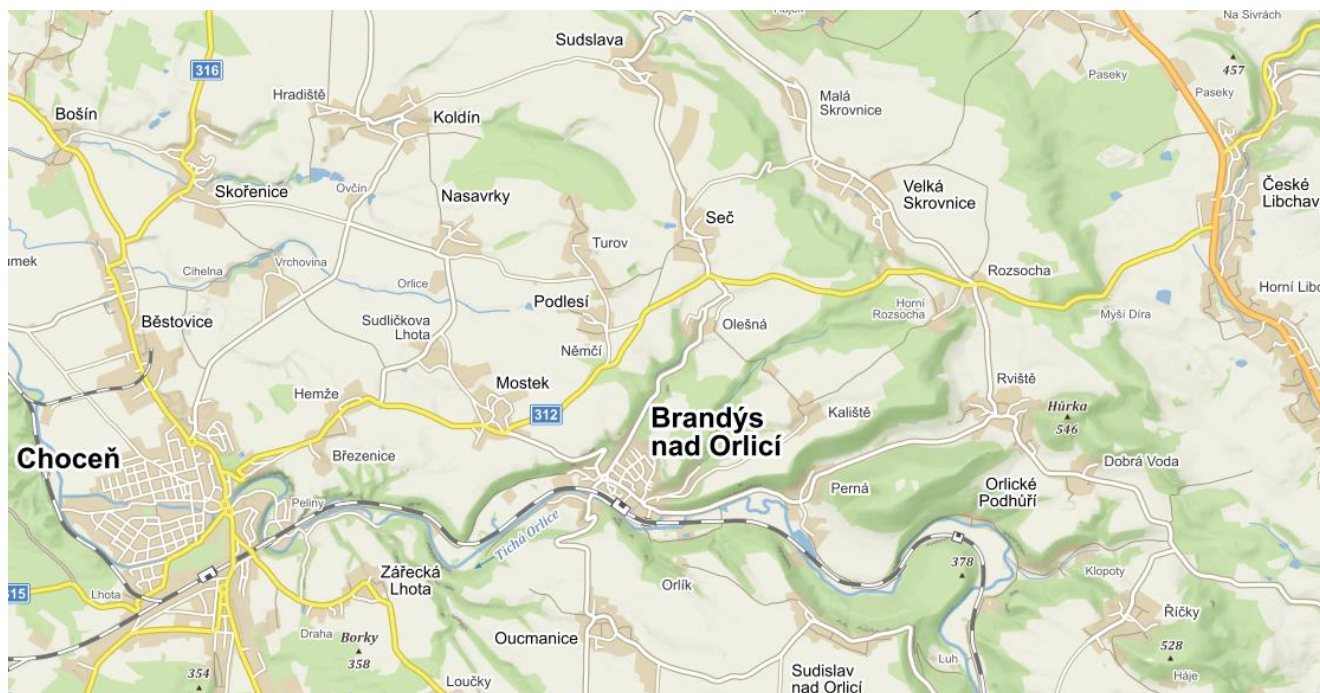 Sudslava
Hájek
Na Sivrách
316
457
Paseky
Paseky
Hradiště
Koldín
Malá
Skrovnice
Bošín
Skořenice
Ovčín
Nasavrky
Velká
Skrovnice
České
Libchav
Seč
Turov
umek
Cihelna
Vrchovina
Orlice
Podlesí
Rozsocha
Horní Libc
Horní
Rozsocha
Myší Díra
Běstovice
Sudličkova
Lhota
Olešná
Němčí
Hemže
Mostek
312
Rviště
Hůrka
546
Kaliště
Brandýs
nad Orlicí
Choceň
Březenice
Dobrá Voda
Perná
Orlické
Podhůří
Peliny
Tichá Orlice
378
Klopoty
Zářecká
Lhota
Orlík
315
Lhota
Říčky
Draha
Borky
358
Oucmanice
528
Háje
Luh
354
Loučky
Sudislav
nad Orlicí